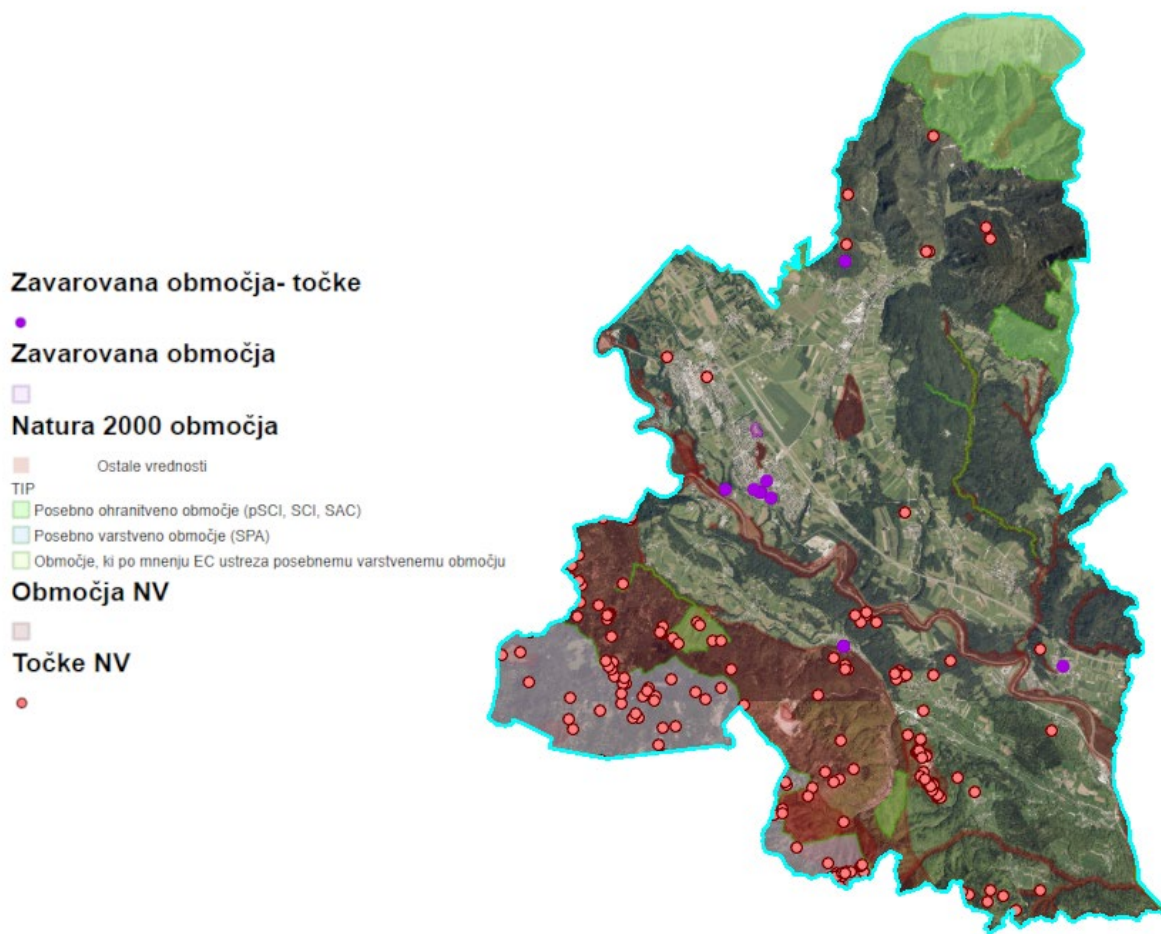 Zavarovana območja- točke
Zavarovana območja
Natura 2000 območja
Ostale vrednosti
TIP
Posebno ohranitveno območje (pSCI, SCI, SAC)
Posebno varstveno območje (SPA)
Območje, ki po mnenju EC ustreza posebnemu varstvenemu območju
Območja NV
Točke NV